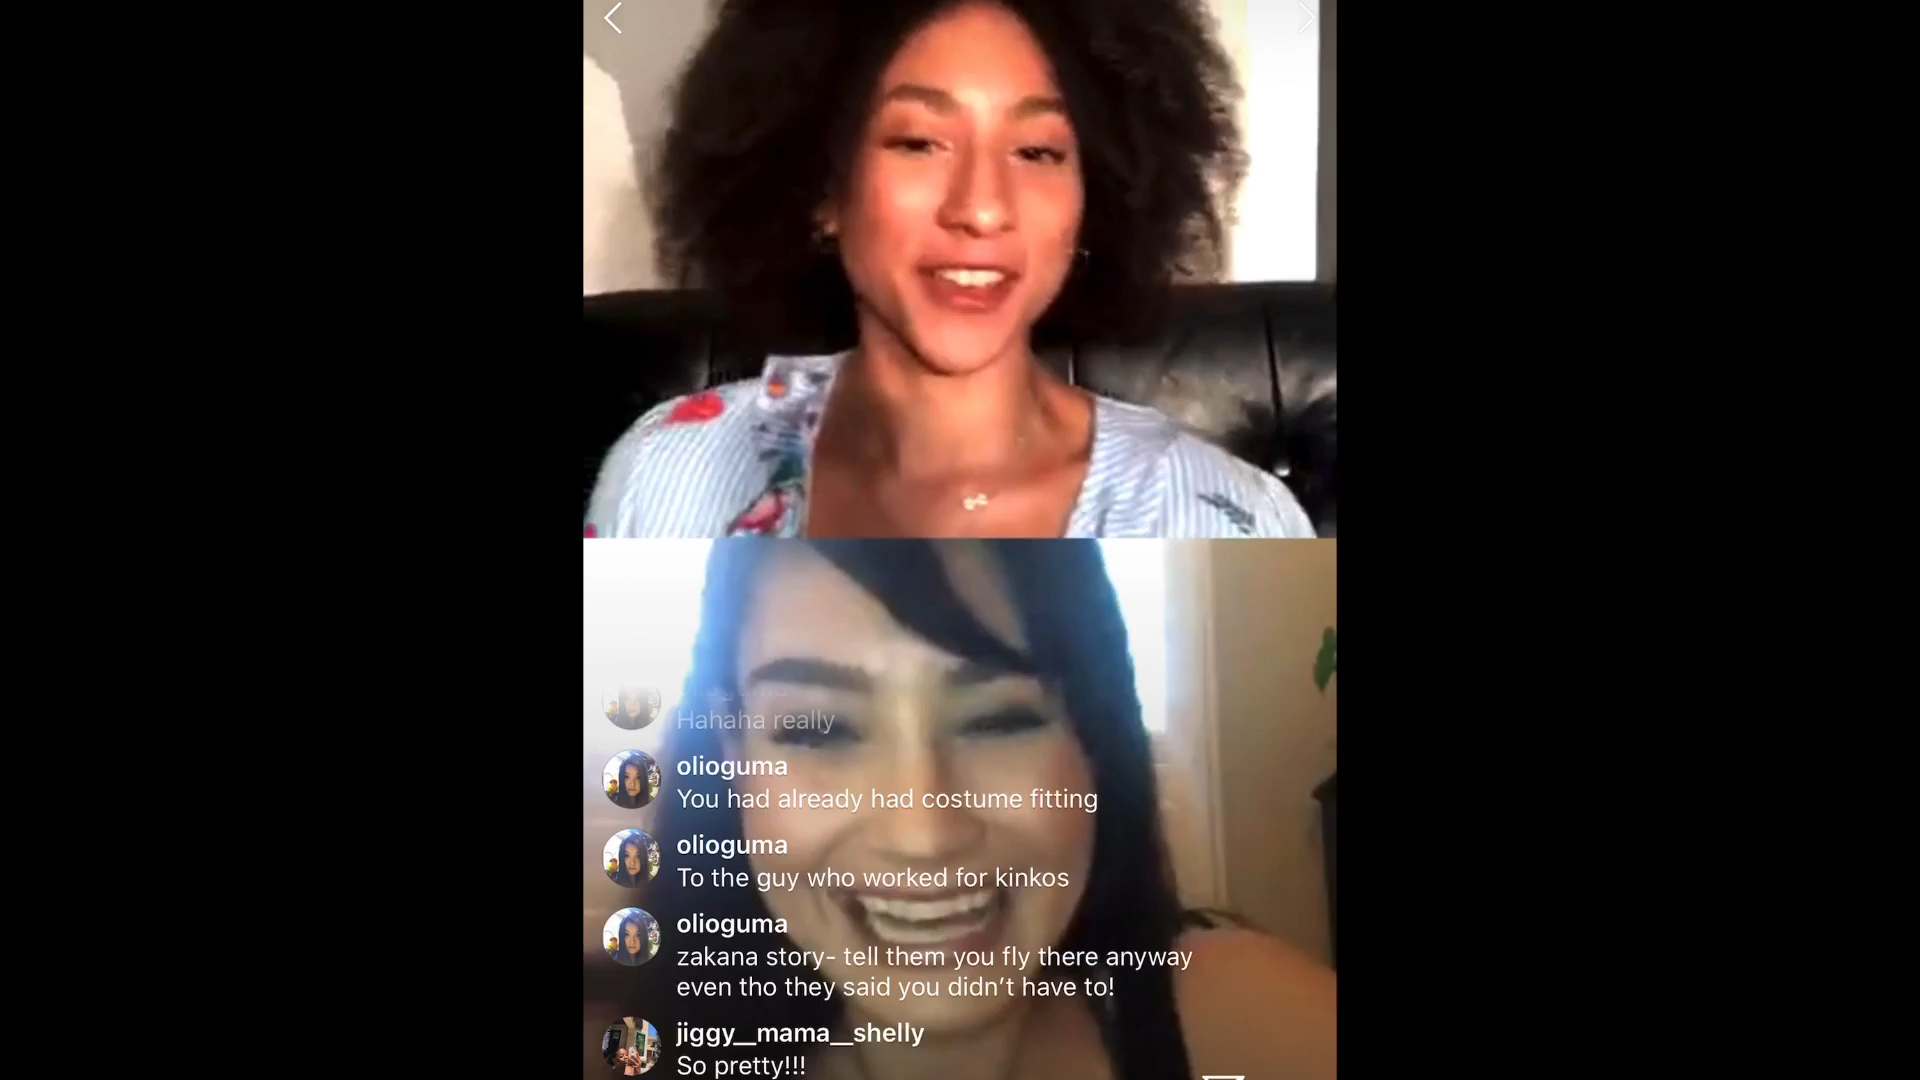 Hahaha really
olioguma
You had already had costume fitting
olioguma
To the guy who worked for kinkos
olioguma
zakana story- tell them you fly there anyway
even tho they said you didn’t have to!
jiggy__mama__shelly
So pretty!!!